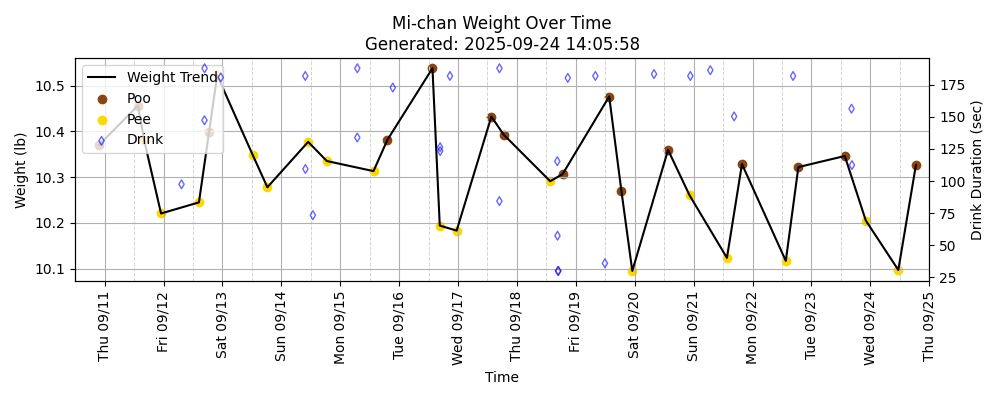 Mi-chan Weight Over Time
Generated: 2025-09-24 14:05:58
Weight Trend
Poo
Pee
Drink
Weight (lb)
10.5
10.4
10.3
10.2
10.1
175
150
125
100
75
50
25
Drink Duration (sec)
Thu 09/11
Fri 09/12
Sat 09/13
Sun 09/14
Mon 09/15
Tue 09/16
Wed 09/17
Thu 09/18
Fri 09/19
Sat 09/20
Sun 09/21
Mon 09/22
Tue 09/23
Wed 09/24
Thu 09/25
Time